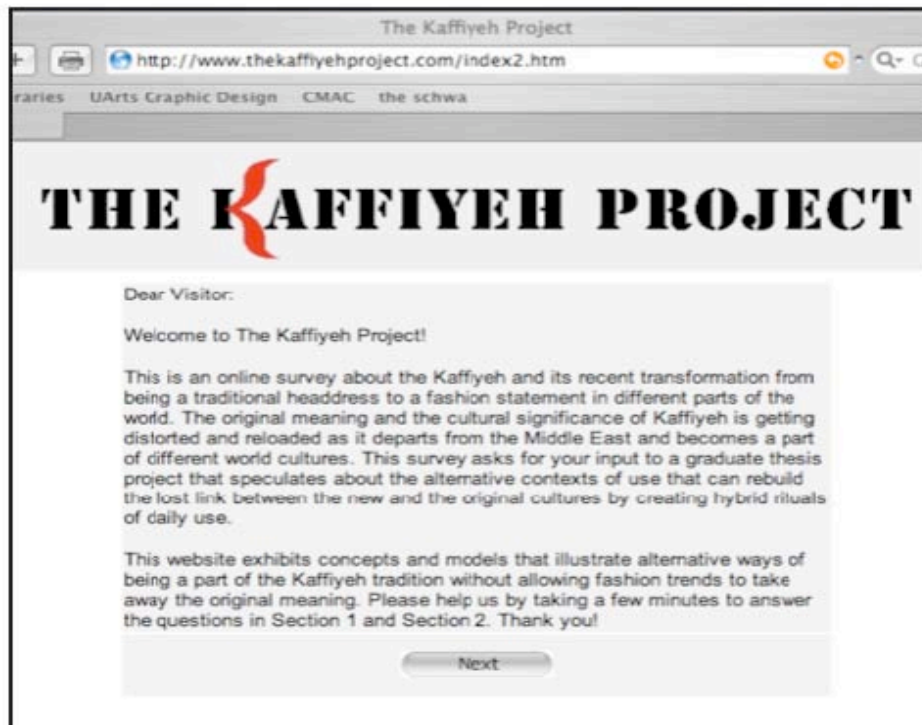 The Kaffiyeh Project
http://www.thekaffiyehproject.com/index2.htm
raries UArts Graphic Design CMAC the schwa
THE KAFFIYEH PROJECT
Dear Visitor:
Welcome to The Kaffiyeh Project!
This is an online survey about the Kaffiyeh and its recent transformation from
being a traditional headdress to a fashion statement in different parts of the
world. The original meaning and the cultural significance of Kaffiyeh is getting
distorted and reloaded as it departs from the Middle East and becomes a part
of different world cultures. This survey asks for your input to a graduate thesis
project that speculates about the alternative contexts of use that can rebuild
the lost link between the new and the original cultures by creating hybrid rituals
of daily use.
This website exhibits concepts and models that illustrate alternative ways of
being a part of the Kaffiyeh tradition without allowing fashion trends to take
away the original meaning. Please help us by taking a few minutes to answer
the questions in Section 1 and Section 2. Thank you!
Next